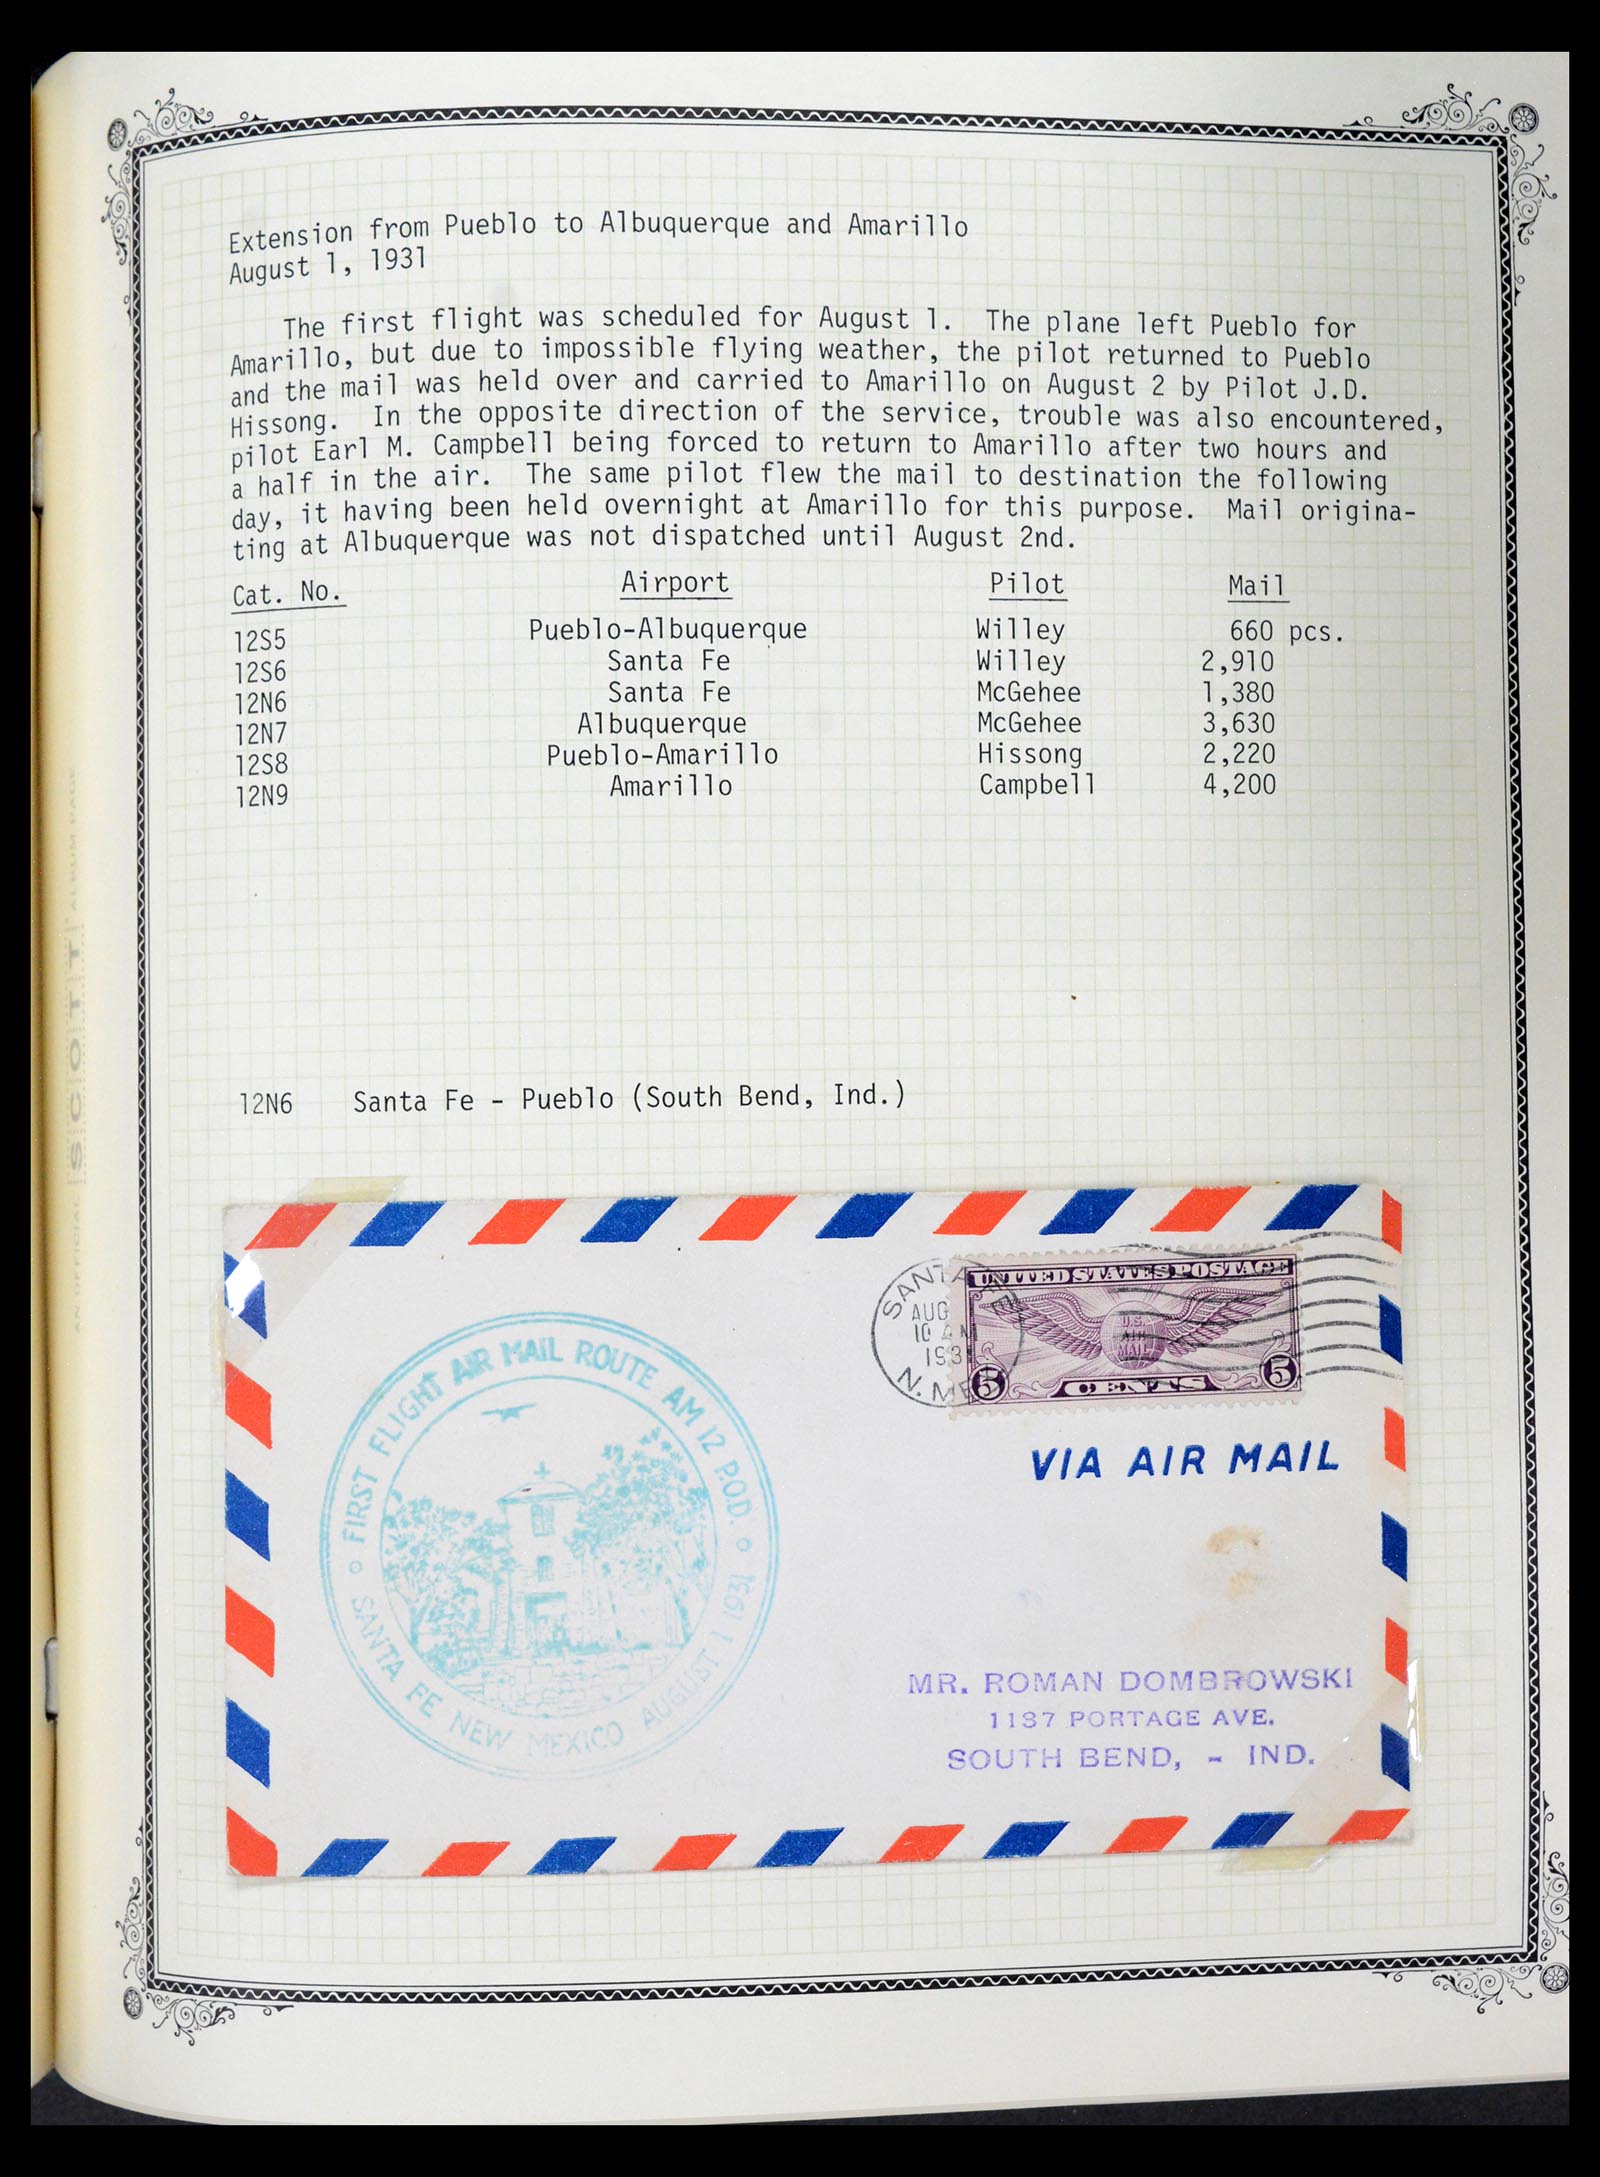 Extension from Pueblo to Albuquerque and Amarillo
August 1, 1931
The first flight was scheduled for August 1. The plane left Pueblo for
Amarillo, but due to impossible flying weather, the pilot returned to Pueblo
and the mail was held over and carried to Amarillo on August 2 by Pilot J.D.
Hissong. In the opposite direction of the service, trouble was also encountered,
pilot Earl M. Campbell being forced to return to Amarillo after two hours and
a half in the air. The same pilot flew the mail to destination the following
day, it having been held overnight at Amarillo for this purpose. Mail origina-
ting at Albuquerque was not dispatched until August 2nd.
Cat. No. Airport Pilot Mail
12S5 Pueblo-Albuquerque Willey 660 pcs.
12S6 Santa Fe Willey 2,910
12N6 Santa Fe McGehee 1,380
12N7 Albuquerque McGehee 3,630
12S8 Pueblo-Amarillo Hissong 2,220
12N9 Amarillo Campbell 4,200
AN OFFICIAL SCOTT ALBUM PAGE
12N6 Santa Fe - Pueblo (South Bend, Ind.)
FIRST FLIGHT AIR MAIL ROUTE AM 12 P.O.D.
SANTA FE NEW MEXICO AUGUST 1 1931
SANTA
AUG
10 AM
193
N. MEX
UNITED STATES POSTAGE
U.S.
AIR
MAIL
5 CENTS 5
VIA AIR MAIL
MR. ROMAN DOMBROWSKI
1137 PORTAGE AVE.
SOUTH BEND, - IND.